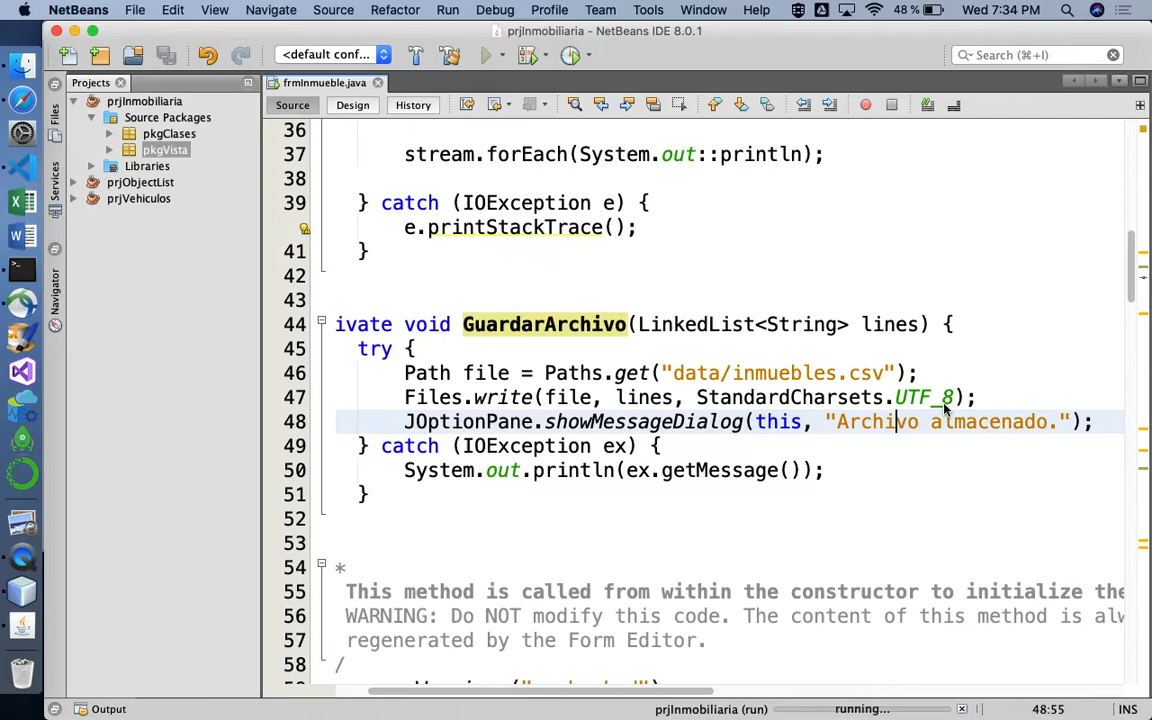 NetBeans File Edit View Navigate Source Refactor Run Debug Profile Team Tools Window Help 48 % Wed 7:34 PM
prjInmobiliaria - NetBeans IDE 8.0.1
<default conf... Search (⌘+I)
Projects
frmInmueble.java
Source Design History
prjInmobiliaria
Source Packages
pkgClases
pkgVista
Libraries
prjObjectList
prjVehiculos
Files
Services
Navigator
36
37 stream.forEach(System.out::println);
38
39 } catch (IOException e) {
e.printStackTrace();
41 }
42
43
44 ivate void GuardarArchivo(LinkedList<String> lines) {
45 try {
46 Path file = Paths.get("data/inmuebles.csv");
47 Files.write(file, lines, StandardCharsets.UTF_8);
48 JOptionPane.showMessageDialog(this, "Archivo almacenado.");
49 } catch (IOException ex) {
50 System.out.println(ex.getMessage());
51 }
52
53
54 *
55 This method is called from within the constructor to initialize the
56 WARNING: Do NOT modify this code. The content of this method is alw
57 regenerated by the Form Editor.
58 /
Output prjInmobiliaria (run) running... 48:55 INS